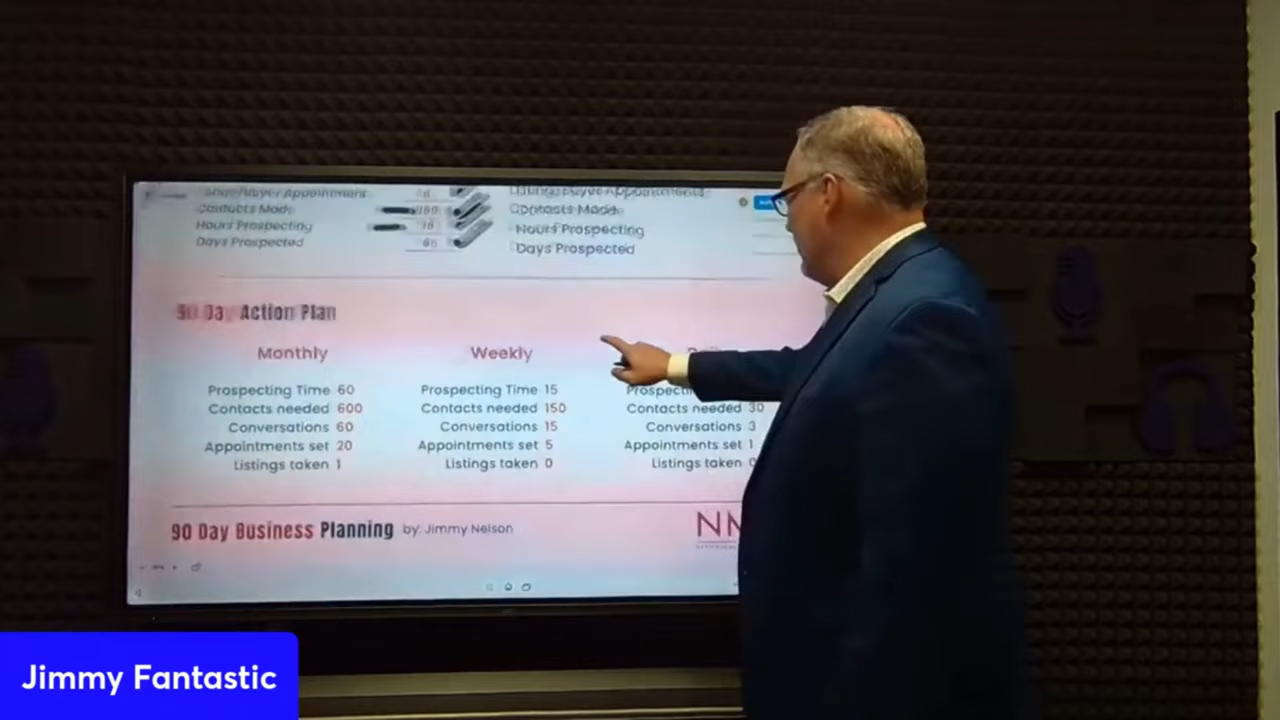 Contacts Made
Hours Prospecting
Days Prospected
Contacts Made
Hours Prospecting
Days Prospected
90 Day Action Plan
Monthly
Prospecting Time 60
Contacts needed 600
Conversations 60
Appointments set 20
Listings taken 1
Weekly
Prospecting Time 15
Contacts needed 150
Conversations 15
Appointments set 5
Listings taken 0
Contacts needed 30
Conversations 3
Appointments set 1
Listings taken
90 Day Business Planning by: Jimmy Nelson
Jimmy Fantastic